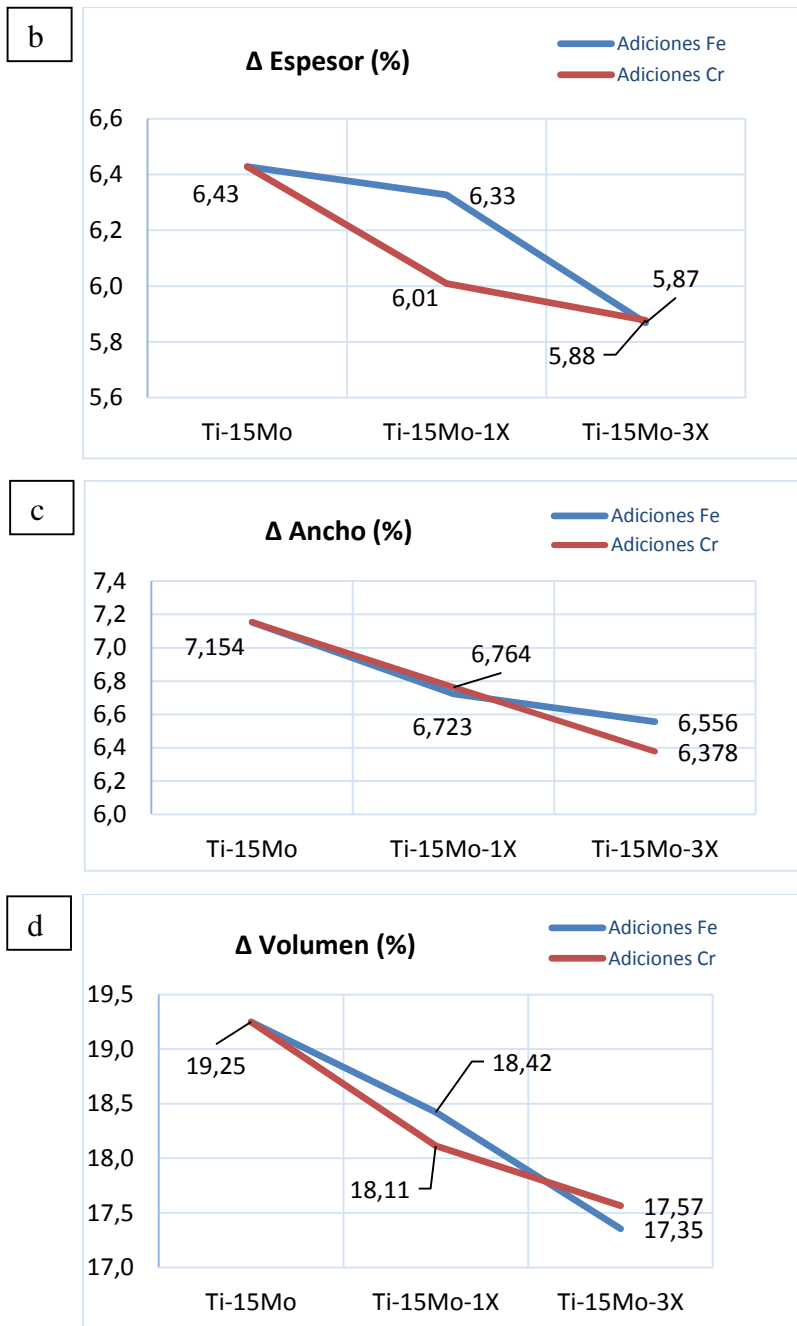 b
Δ Espesor (%)
Adiciones Fe
Adiciones Cr
6,6
6,4
6,2
6,0
5,8
5,6
6,43
6,33
6,01
5,87
5,88
Ti-15Mo
Ti-15Mo-1X
Ti-15Mo-3X
c
Δ Ancho (%)
Adiciones Fe
Adiciones Cr
7,4
7,2
7,0
6,8
6,6
6,4
6,2
6,0
7,154
6,764
6,723
6,556
6,378
Ti-15Mo
Ti-15Mo-1X
Ti-15Mo-3X
d
Δ Volumen (%)
Adiciones Fe
Adiciones Cr
19,5
19,0
18,5
18,0
17,5
17,0
19,25
18,42
18,11
17,57
17,35
Ti-15Mo
Ti-15Mo-1X
Ti-15Mo-3X